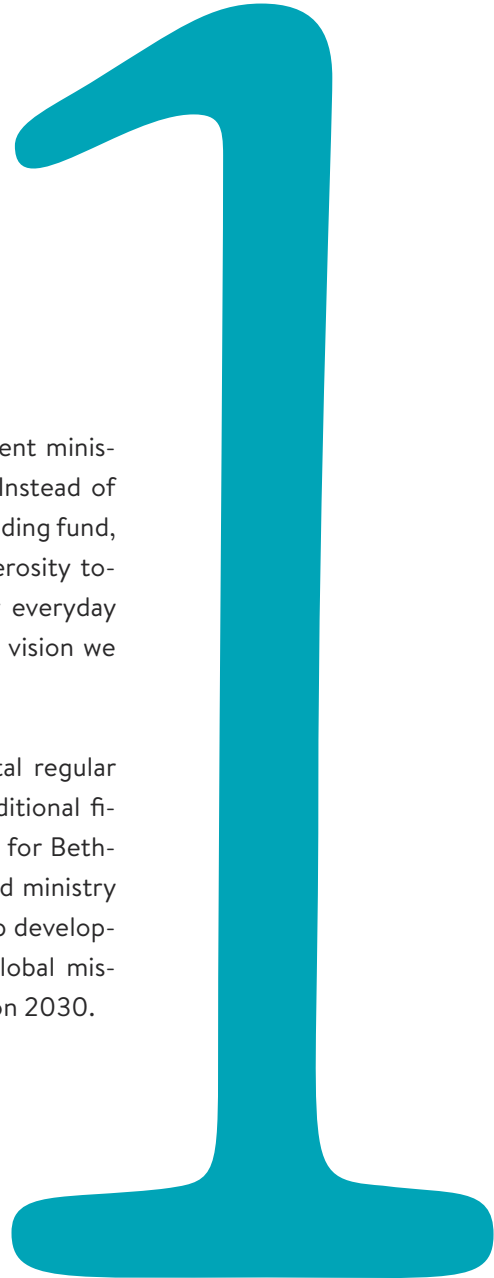 1
ent minis-
Instead of
ding fund,
erosity to-
everyday
vision we
tal regular
ditional fi-
for Beth-
d ministry
p develop-
lobal mis-
on 2030.